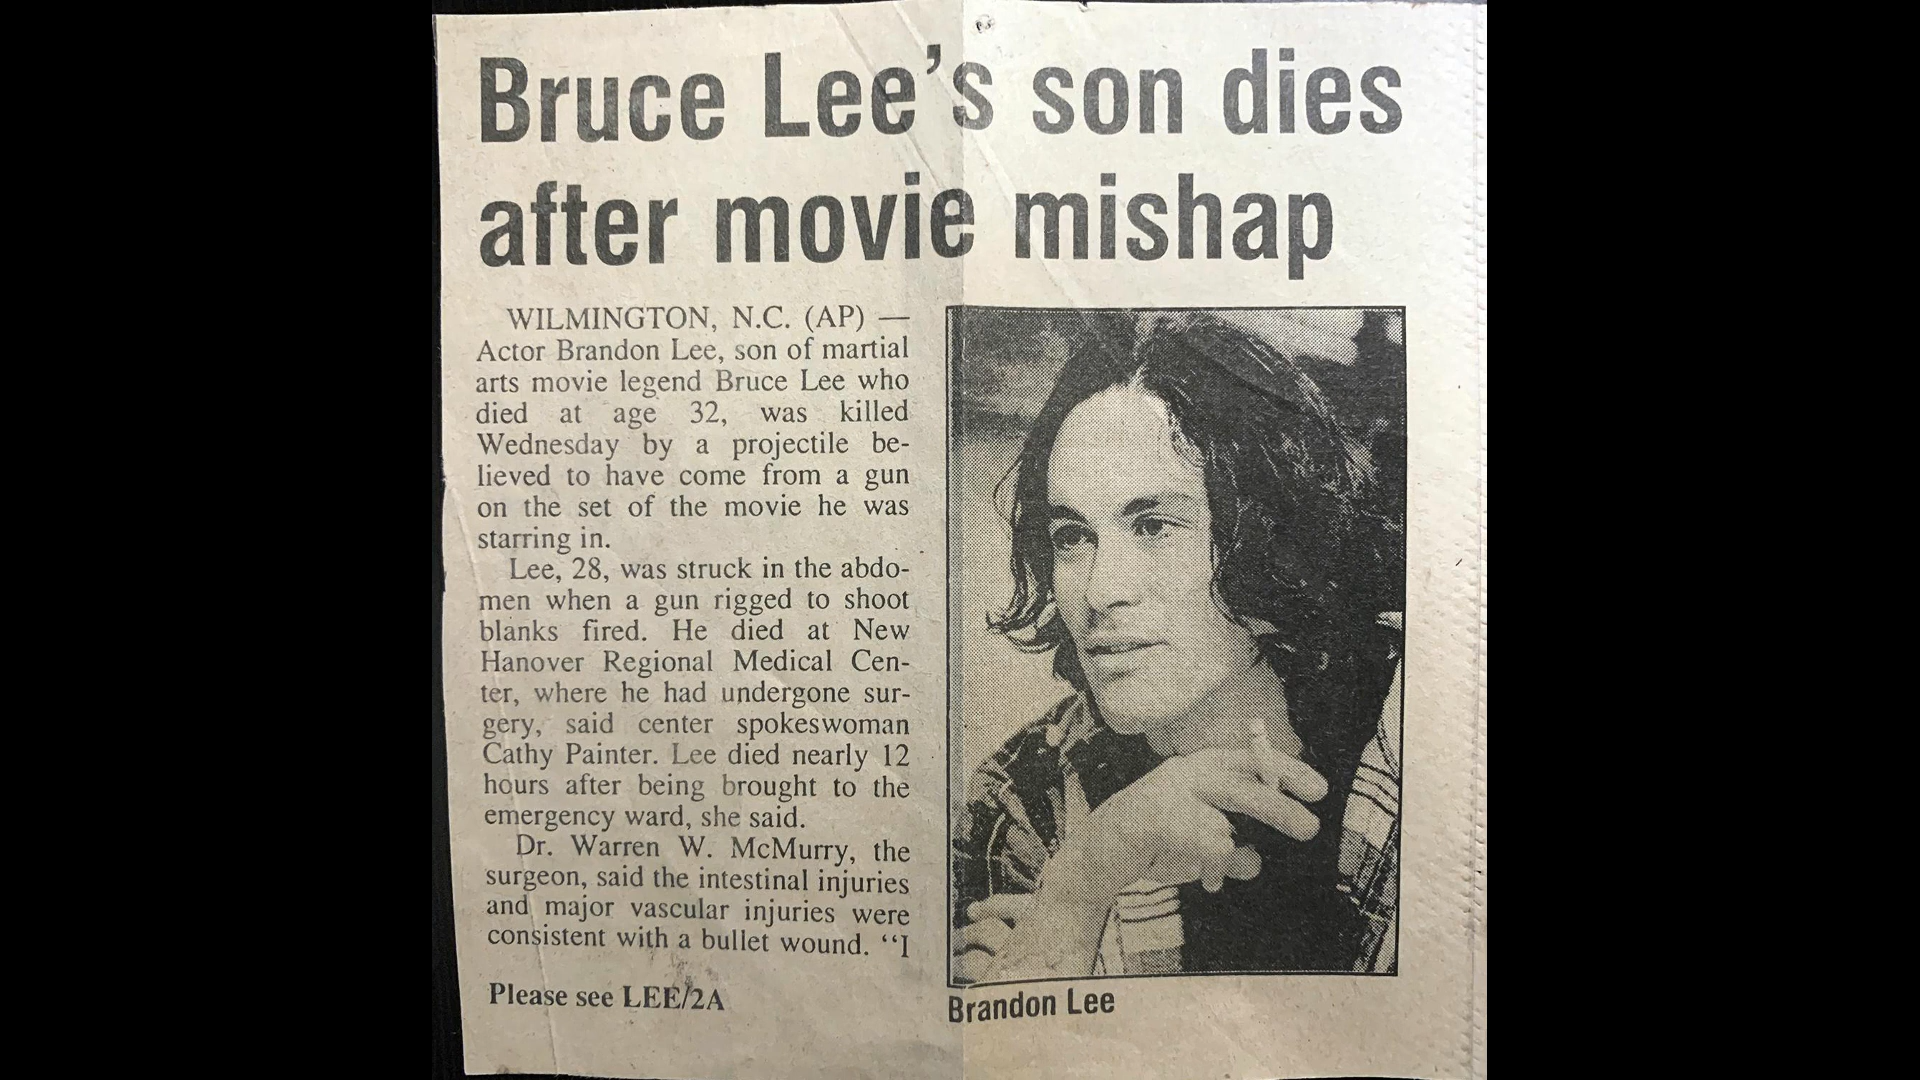 Bruce Lee's son dies
after movie mishap
WILMINGTON, N.C. (AP) —
Actor Brandon Lee, son of martial
arts movie legend Bruce Lee who
died at age 32, was killed
Wednesday by a projectile be-
lieved to have come from a gun
on the set of the movie he was
starring in.
Lee, 28, was struck in the abdo-
men when a gun rigged to shoot
blanks fired. He died at New
Hanover Regional Medical Cen-
ter, where he had undergone sur-
gery, said center spokeswoman
Cathy Painter. Lee died nearly 12
hours after being brought to the
emergency ward, she said.
Dr. Warren W. McMurry, the
surgeon, said the intestinal injuries
and major vascular injuries were
consistent with a bullet wound. “I
Please see LEE/2A
Brandon Lee